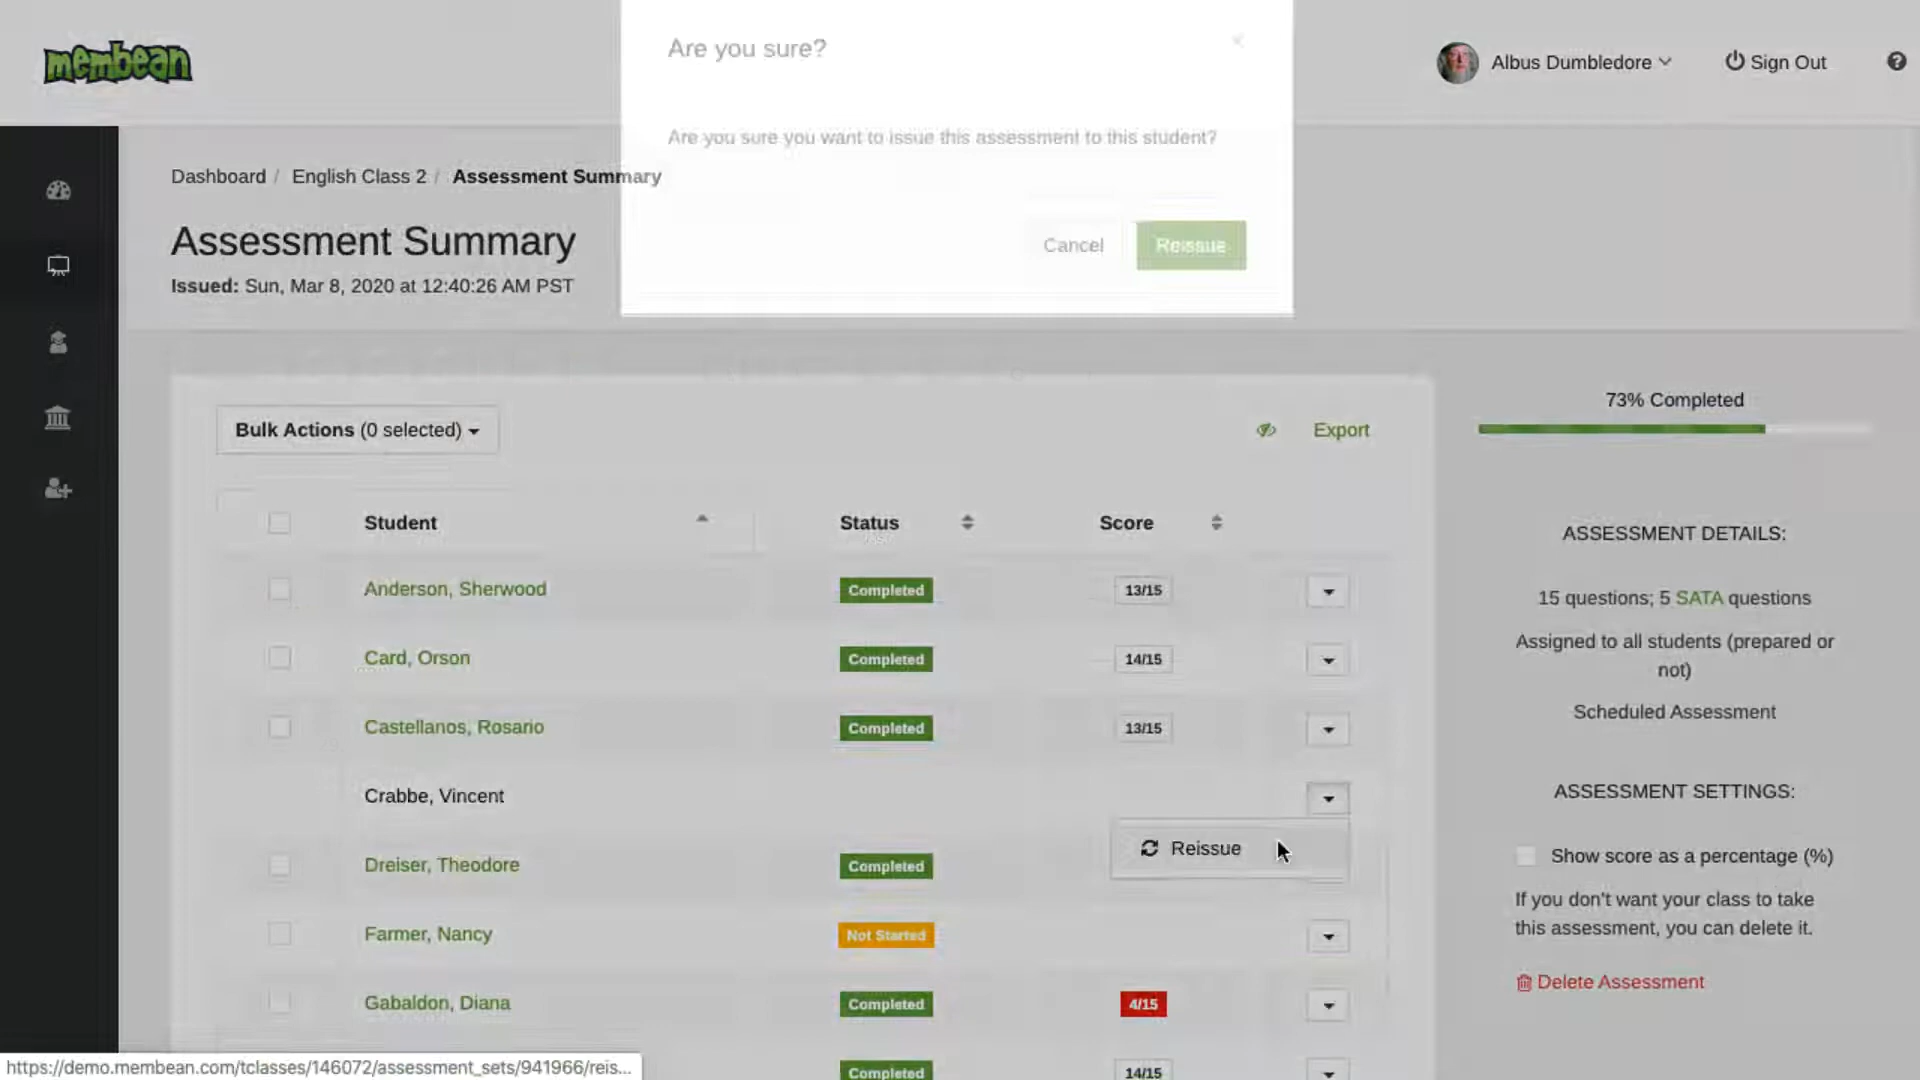 membean
Are you sure?
×
Albus Dumbledore
Sign Out
Are you sure you want to issue this assessment to this student?
Dashboard / English Class 2 / Assessment Summary
Cancel
Reissue
Assessment Summary
Issued: Sun, Mar 8, 2020 at 12:40:26 AM PST
73% Completed
Bulk Actions (0 selected)
Export
Student
Status
Score
Anderson, Sherwood
Completed
13/15
Card, Orson
Completed
14/15
Castellanos, Rosario
Completed
13/15
Crabbe, Vincent
Reissue
Dreiser, Theodore
Completed
Farmer, Nancy
Not Started
Gabaldon, Diana
Completed
4/15
Completed
14/15
ASSESSMENT DETAILS:
15 questions; 5 SATA questions
Assigned to all students (prepared or
not)
Scheduled Assessment
ASSESSMENT SETTINGS:
Show score as a percentage (%)
If you don't want your class to take
this assessment, you can delete it.
Delete Assessment
https://demo.membean.com/tclasses/146072/assessment_sets/941966/reis...